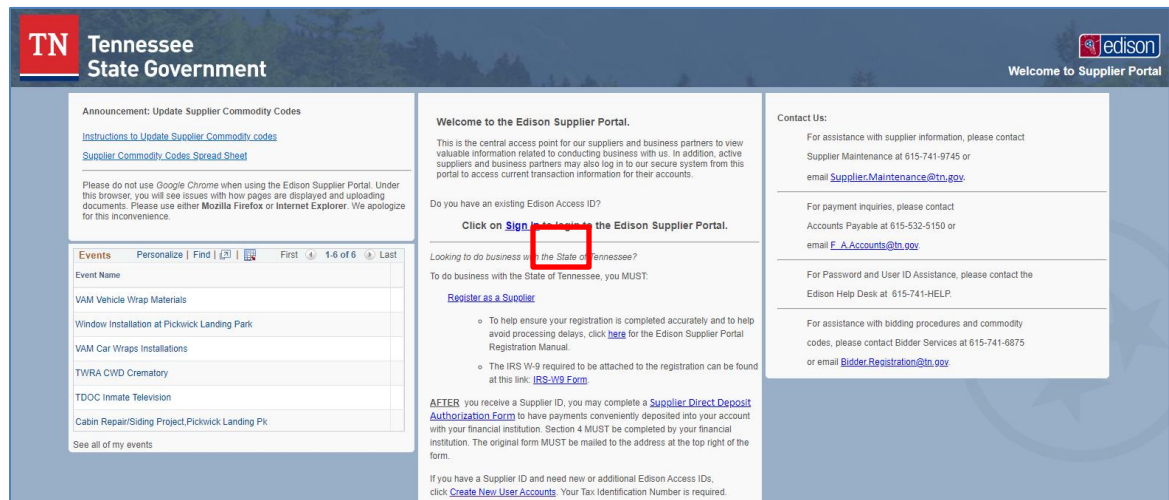 TN Tennessee
State Government
edison
Welcome to Supplier Portal
Announcement: Update Supplier Commodity Codes
Instructions to Update Supplier Commodity codes
Supplier Commodity Codes Spread Sheet
Please do not use Google Chrome when using the Edison Supplier Portal. Under
this browser, you will see issues with how pages are displayed and uploading
documents. Please use either Mozilla Firefox or Internet Explorer. We apologize
for this inconvenience.
Events Personalize | Find | | First 1-6 of 6 Last
Event Name
VAM Vehicle Wrap Materials
Window Installation at Pickwick Landing Park
VAM Car Wraps Installations
TWRA CWD Crematory
TDOC Inmate Television
Cabin Repair/Siding Project,Pickwick Landing Pk
See all of my events
Welcome to the Edison Supplier Portal.
This is the central access point for our suppliers and business partners to view
valuable information related to conducting business with us. In addition, active
suppliers and business partners may also log in to our secure system from this
portal to access current transaction information for their accounts.
Do you have an existing Edison Access ID?
Click on Sign In to login to the Edison Supplier Portal.
Looking to do business with the State of Tennessee?
To do business with the State of Tennessee, you MUST:
Register as a Supplier
To help ensure your registration is completed accurately and to help
avoid processing delays, click here for the Edison Supplier Portal
Registration Manual.
The IRS W-9 required to be attached to the registration can be found
at this link: IRS-W9 Form.
AFTER you receive a Supplier ID, you may complete a Supplier Direct Deposit
Authorization Form to have payments conveniently deposited into your account
with your financial institution. Section 4 MUST be completed by your financial
institution. The original form MUST be mailed to the address at the top right of the
form.
If you have a Supplier ID and need new or additional Edison Access IDs,
click Create New User Accounts. Your Tax Identification Number is required.
Contact Us:
For assistance with supplier information, please contact
Supplier Maintenance at 615-741-9745 or
email Supplier.Maintenance@tn.gov.
For payment inquiries, please contact
Accounts Payable at 615-532-5150 or
email F_A.Accounts@tn.gov.
For Password and User ID Assistance, please contact the
Edison Help Desk at 615-741-HELP.
For assistance with bidding procedures and commodity
codes, please contact Bidder Services at 615-741-6875
or email Bidder.Registration@tn.gov.